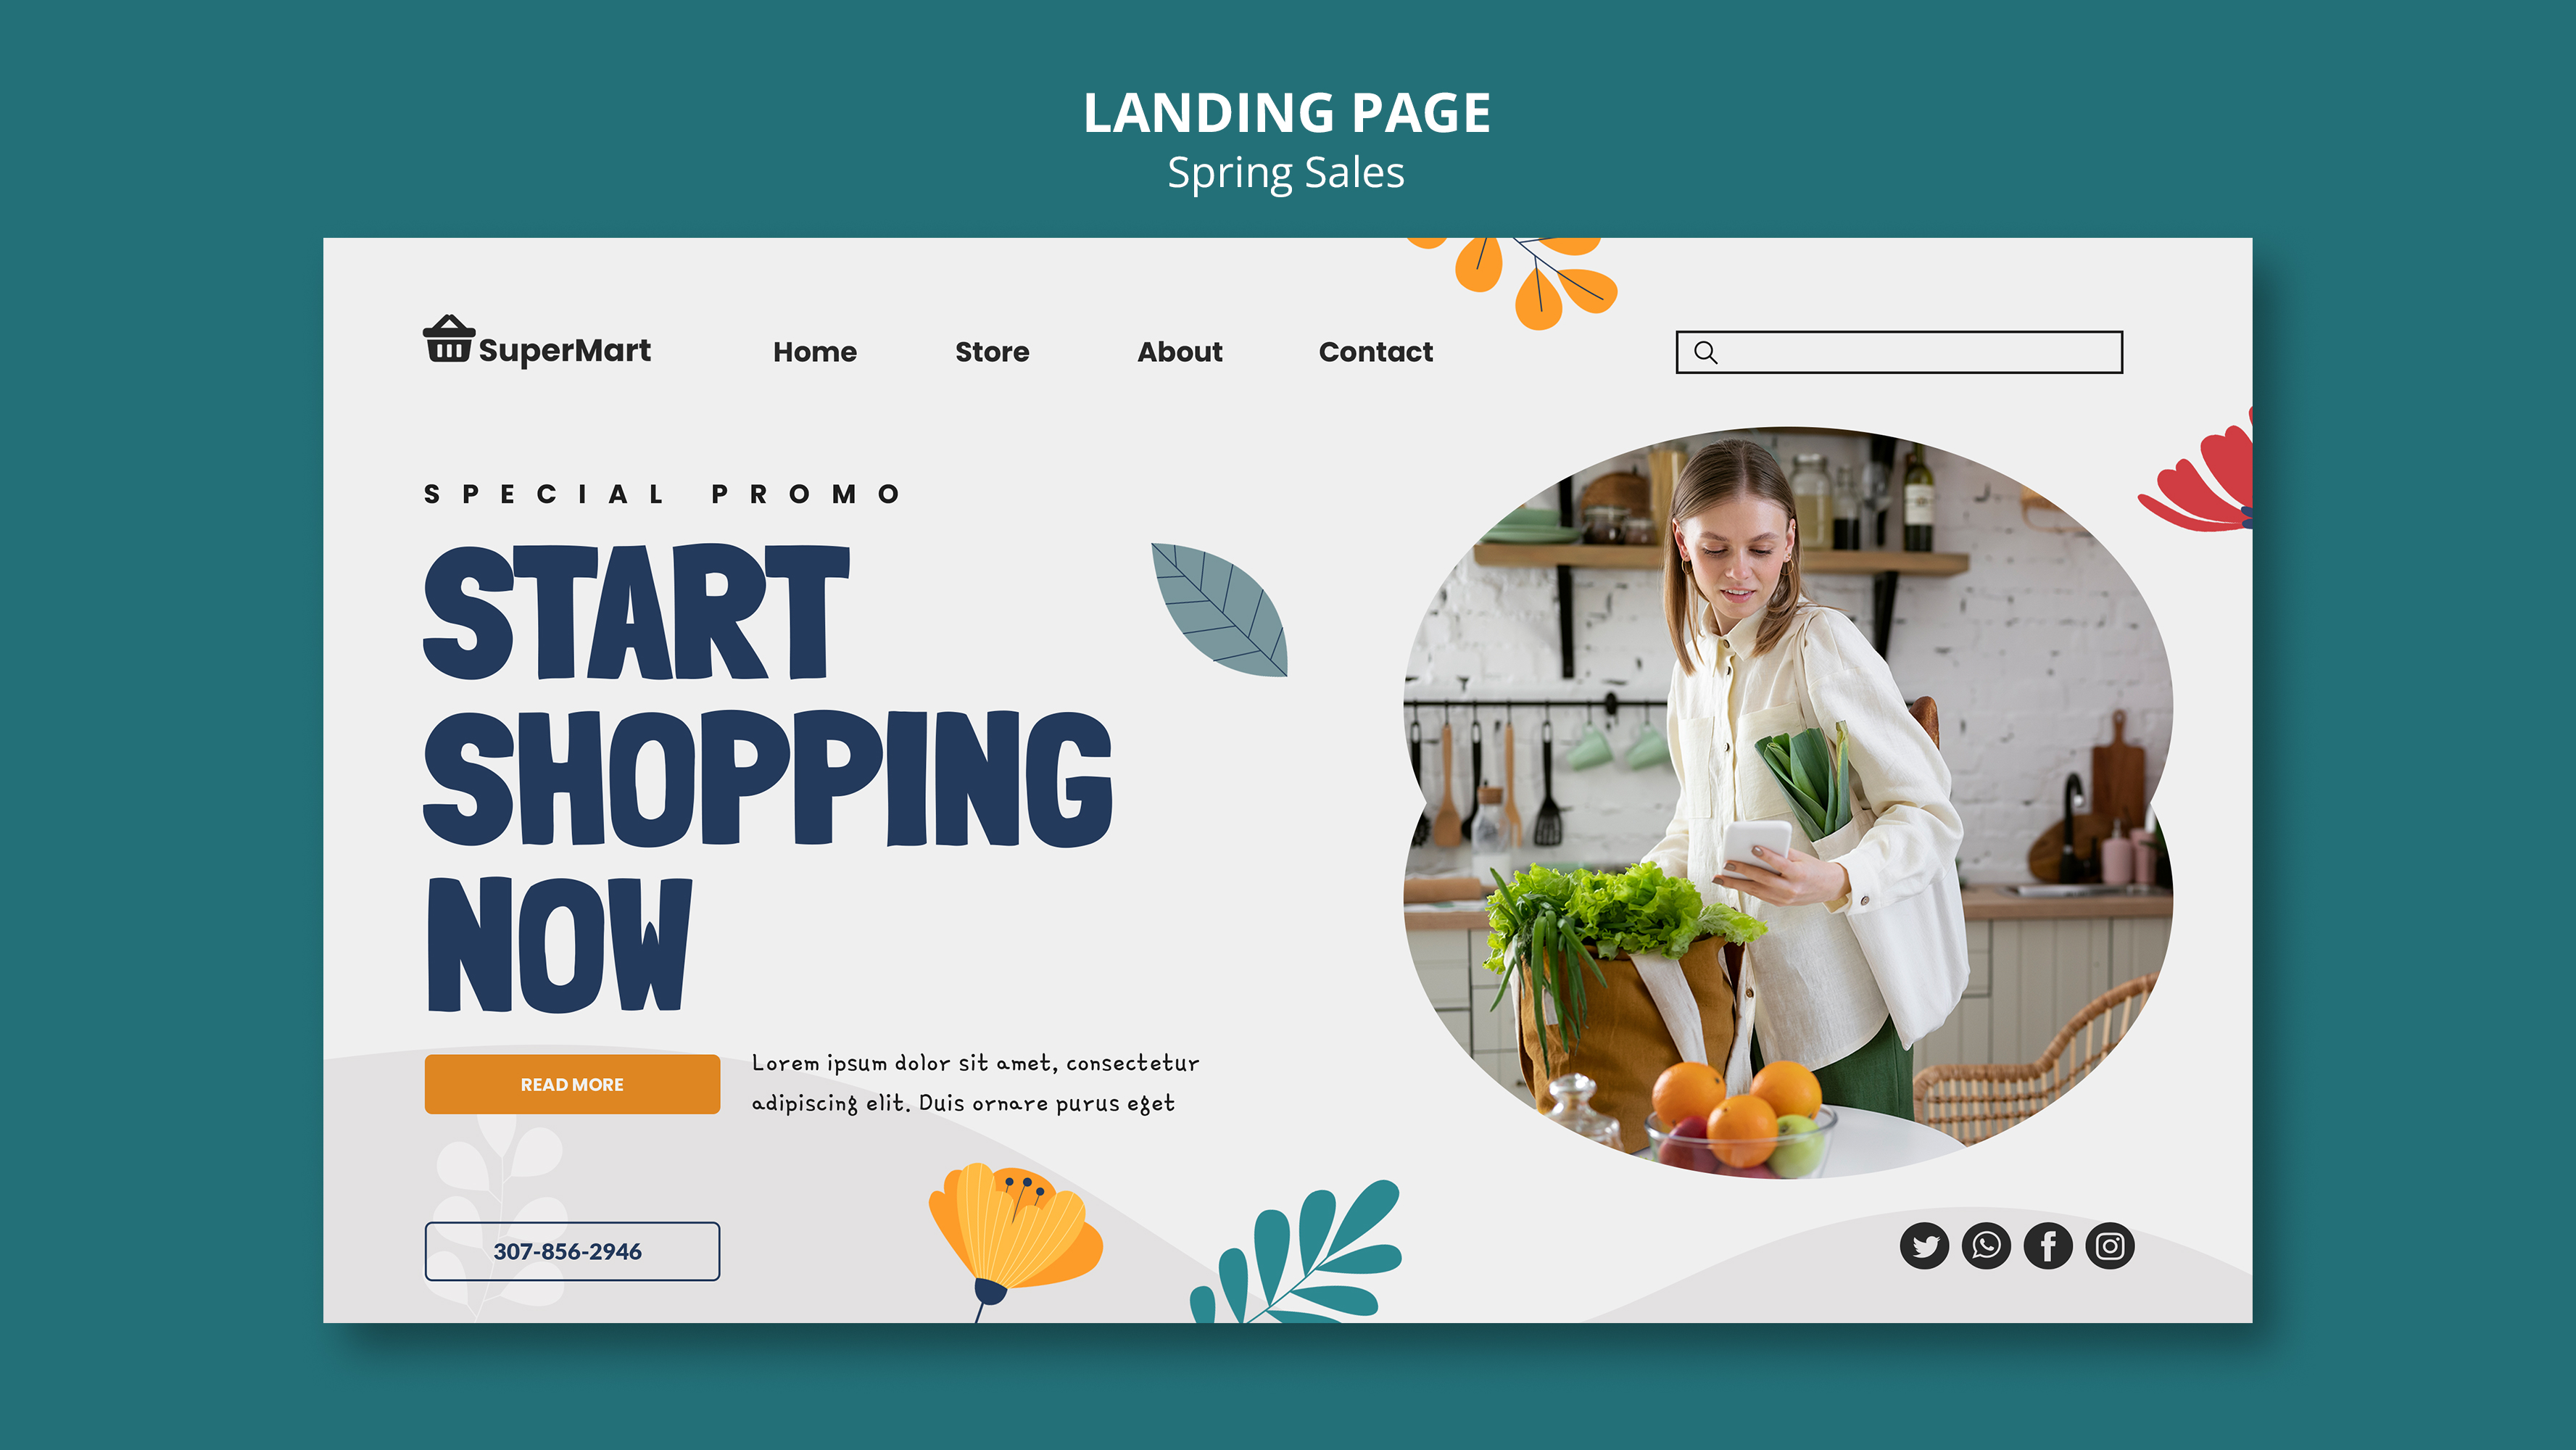 LANDING PAGE
Spring Sales
SuperMart
Home
Store
About
Contact
SPECIAL PROMO
START
SHOPPING
NOW
READ MORE
Lorem ipsum dolor sit amet, consectetur
adipiscing elit. Duis ornare purus eget
307-856-2946